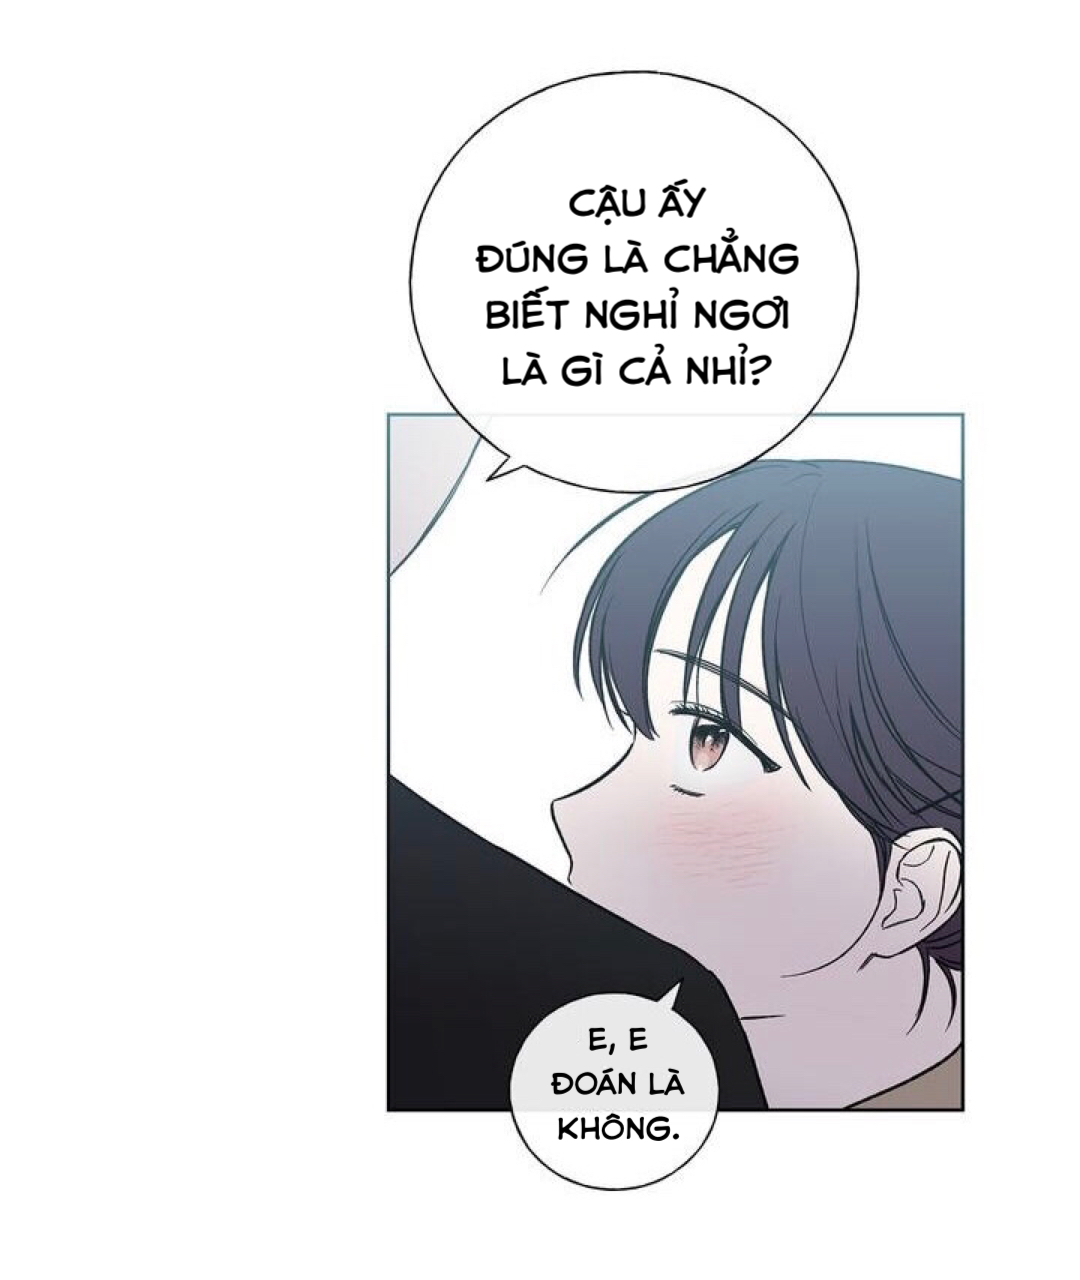 CẬU ẤY
ĐÚNG LÀ CHẲNG
BIẾT NGHỈ NGƠI
LÀ GÌ CẢ NHỈ?
E, E
ĐOÁN LÀ
KHÔNG.